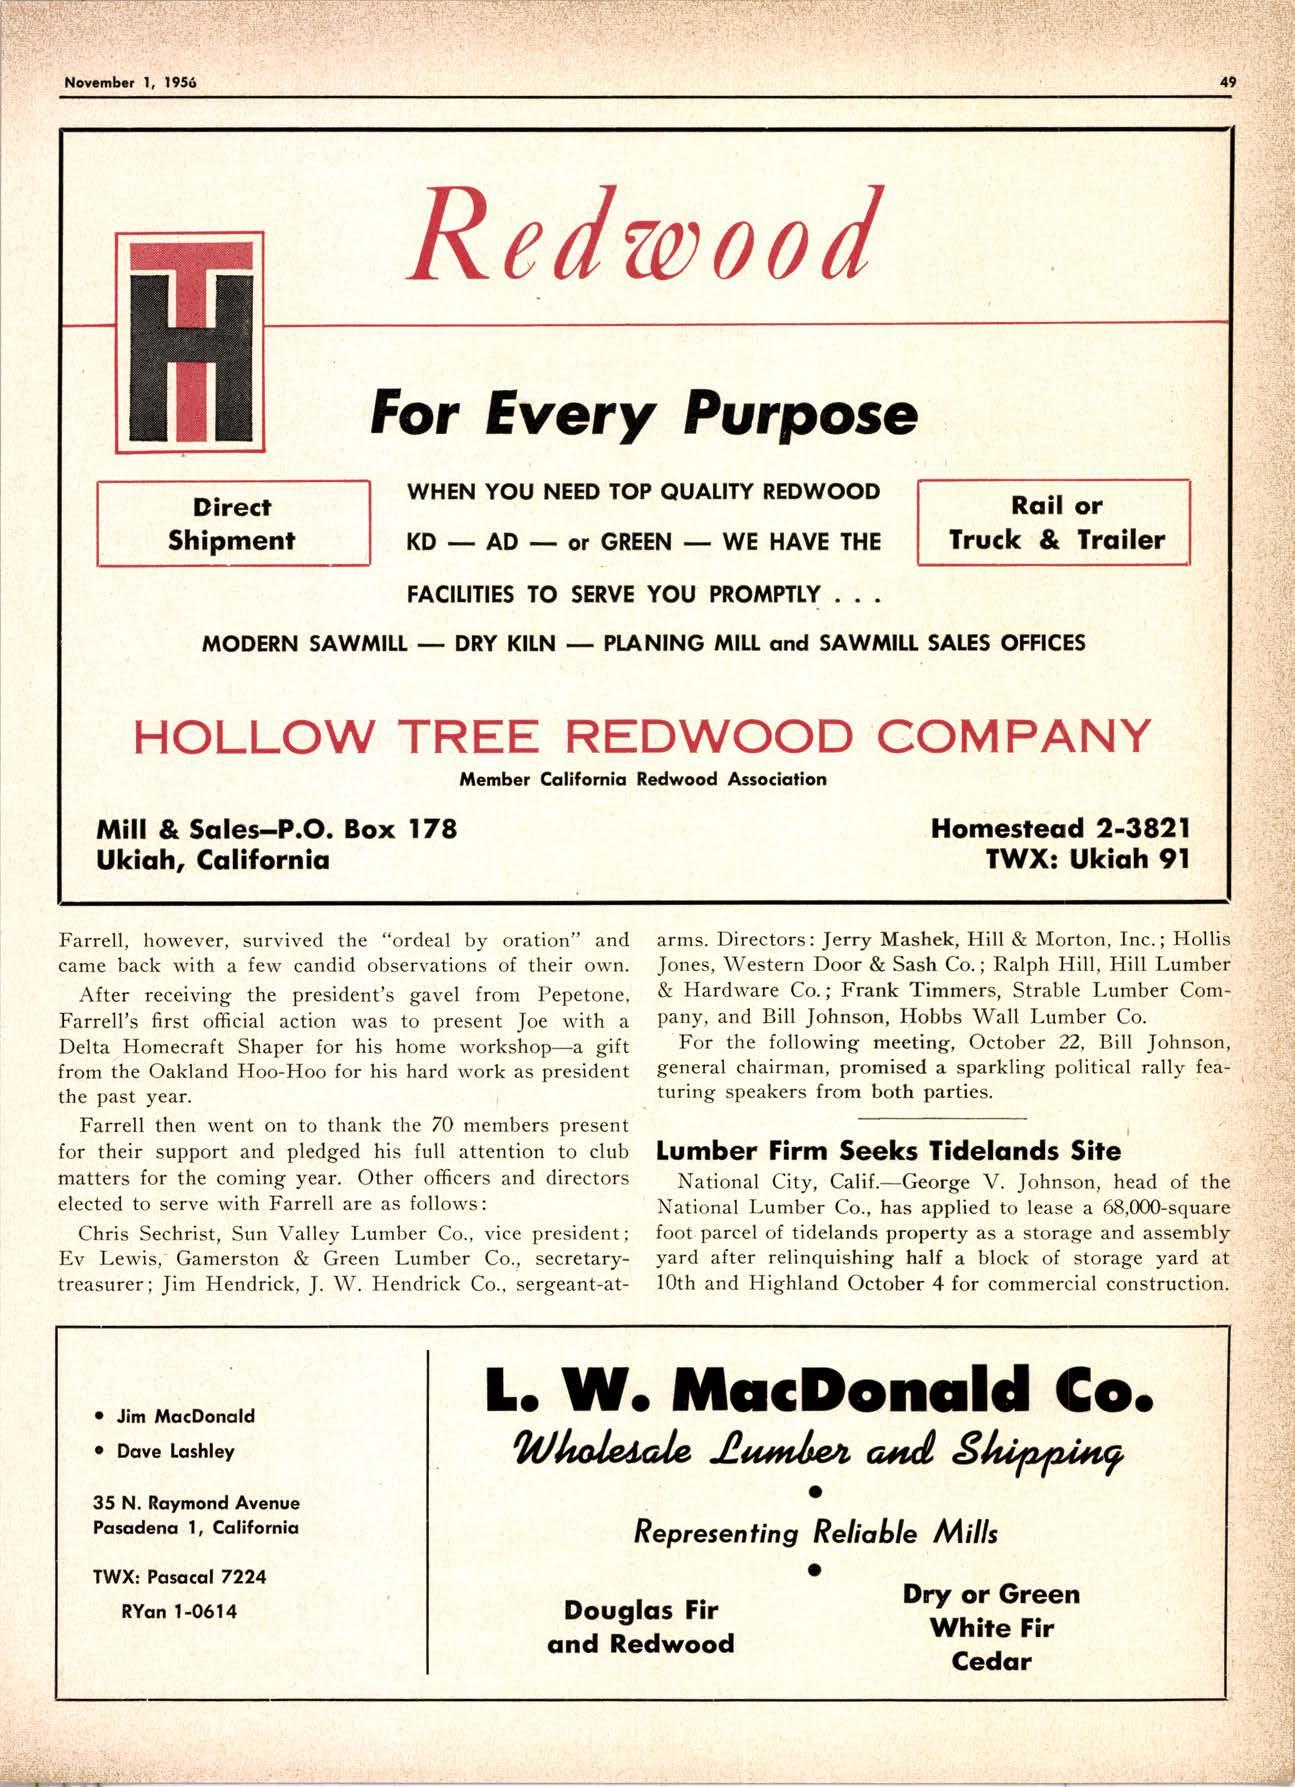 November 1, 1956
49
Redwood
TH
For Every Purpose
Direct
Shipment
WHEN YOU NEED TOP QUALITY REDWOOD
KD — AD — or GREEN — WE HAVE THE
FACILITIES TO SERVE YOU PROMPTLY . . .
Rail or
Truck & Trailer
MODERN SAWMILL — DRY KILN — PLANING MILL and SAWMILL SALES OFFICES
HOLLOW TREE REDWOOD COMPANY
Member California Redwood Association
Mill & Sales—P.O. Box 178
Ukiah, California
Homestead 2-3821
TWX: Ukiah 91
Farrell, however, survived the “ordeal by oration” and
came back with a few candid observations of their own.
After receiving the president's gavel from Pepetone,
Farrell's first official action was to present Joe with a
Delta Homecraft Shaper for his home workshop—a gift
from the Oakland Hoo-Hoo for his hard work as president
the past year.
Farrell then went on to thank the 70 members present
for their support and pledged his full attention to club
matters for the coming year. Other officers and directors
elected to serve with Farrell are as follows:
Chris Sechrist, Sun Valley Lumber Co., vice president;
Ev Lewis, Gamerston & Green Lumber Co., secretary-
treasurer; Jim Hendrick, J. W. Hendrick Co., sergeant-at-
arms. Directors: Jerry Mashek, Hill & Morton, Inc.; Hollis
Jones, Western Door & Sash Co.; Ralph Hill, Hill Lumber
& Hardware Co.; Frank Timmers, Strable Lumber Com-
pany, and Bill Johnson, Hobbs Wall Lumber Co.
For the following meeting, October 22, Bill Johnson,
general chairman, promised a sparkling political rally fea-
turing speakers from both parties.
Lumber Firm Seeks Tidelands Site
National City, Calif.—George V. Johnson, head of the
National Lumber Co., has applied to lease a 68,000-square
foot parcel of tidelands property as a storage and assembly
yard after relinquishing half a block of storage yard at
10th and Highland October 4 for commercial construction.
• Jim MacDonald
• Dave Lashley
35 N. Raymond Avenue
Pasadena 1, California
TWX: Pasacal 7224
RYan 1-0614
L. W. MacDonald Co.
Wholesale Lumber and Shipping
•
Representing Reliable Mills
•
Douglas Fir
and Redwood
Dry or Green
White Fir
Cedar